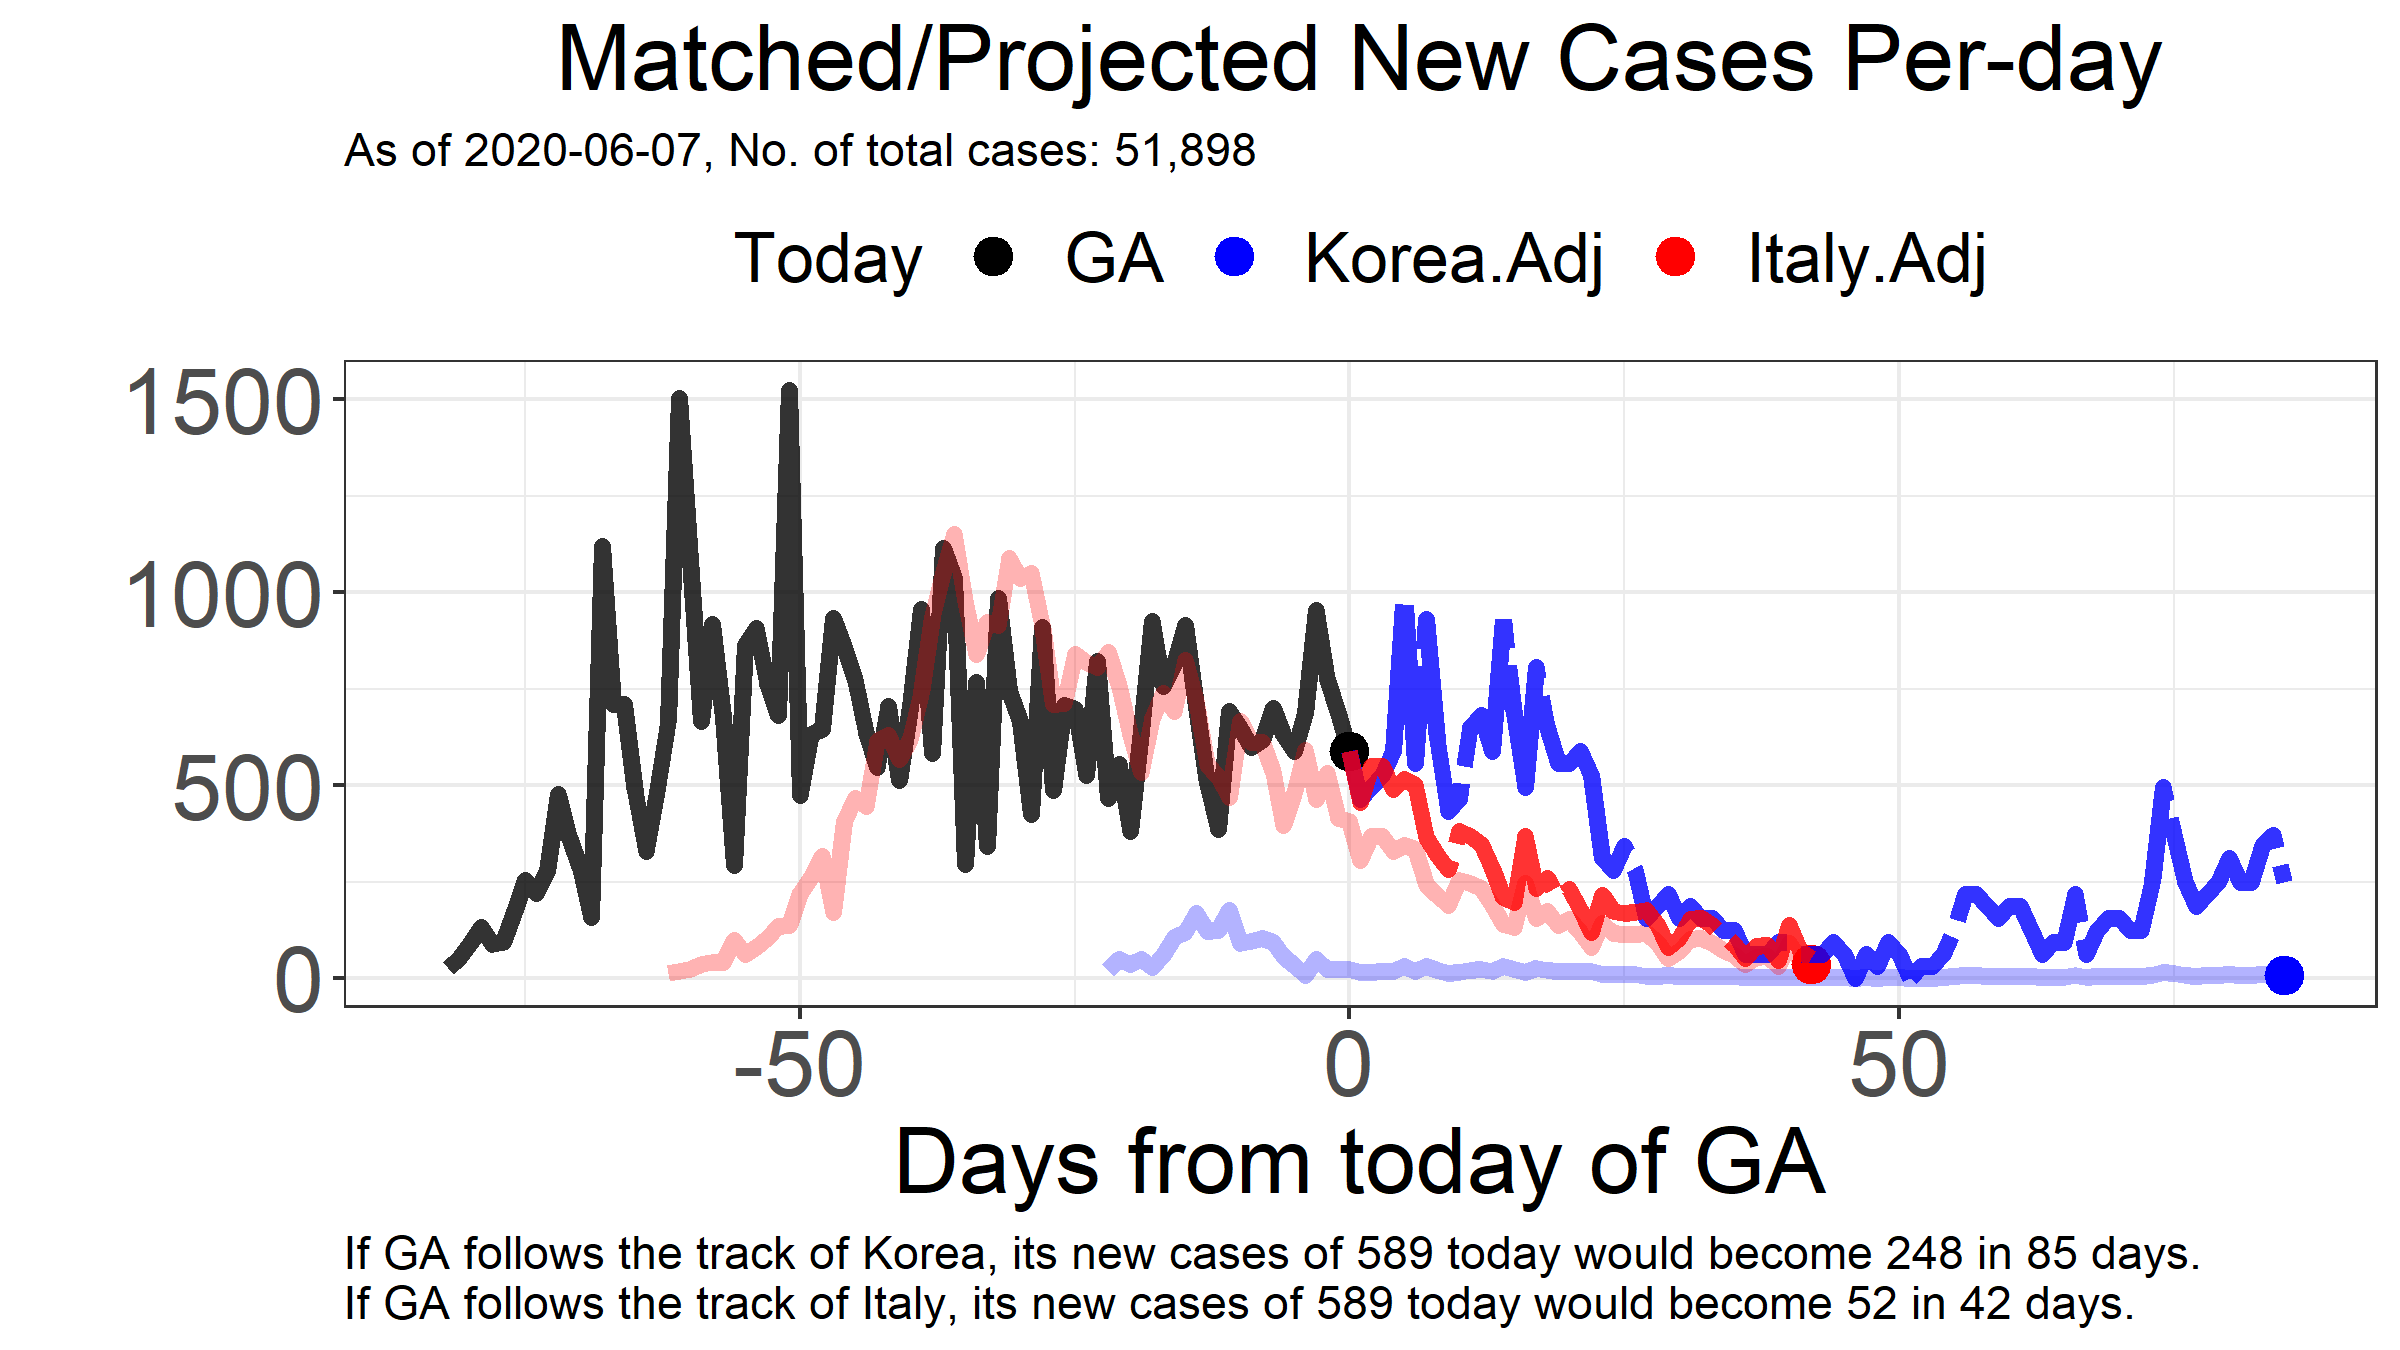 Matched/Projected New Cases Per-day
As of 2020-06-07, No. of total cases: 51,898
Today GA Korea.Adj Italy.Adj
1500
1000
500
0
-50 0 50
Days from today of GA
If GA follows the track of Korea, its new cases of 589 today would become 248 in 85 days.
If GA follows the track of Italy, its new cases of 589 today would become 52 in 42 days.